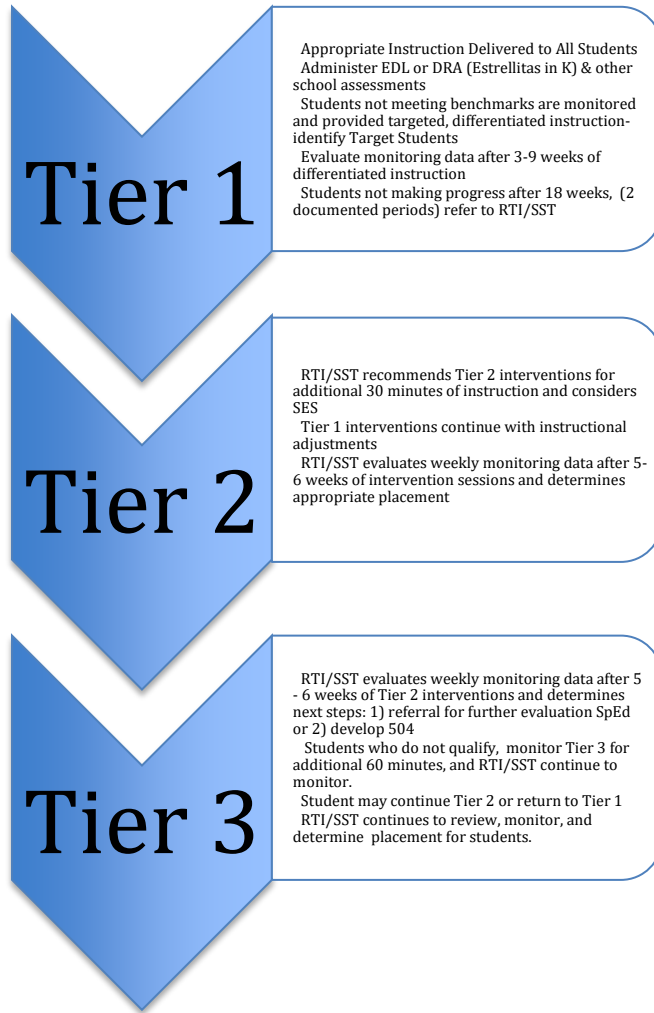 Tier 1
Appropriate Instruction Delivered to All Students
Administer EDL or DRA (Estrellitas in K) & other
school assessments
Students not meeting benchmarks are monitored
and provided targeted, differentiated instruction-
identify Target Students
Evaluate monitoring data after 3-9 weeks of
differentiated instruction
Students not making progress after 18 weeks, (2
documented periods) refer to RTI/SST
Tier 2
RTI/SST recommends Tier 2 interventions for
additional 30 minutes of instruction and considers
SES
Tier 1 interventions continue with instructional
adjustments
RTI/SST evaluates weekly monitoring data after 5-
6 weeks of intervention sessions and determines
appropriate placement
Tier 3
RTI/SST evaluates weekly monitoring data after 5
- 6 weeks of Tier 2 interventions and determines
next steps: 1) referral for further evaluation SpEd
or 2) develop 504
Students who do not qualify, monitor Tier 3 for
additional 60 minutes, and RTI/SST continue to
monitor.
Student may continue Tier 2 or return to Tier 1
RTI/SST continues to review, monitor, and
determine placement for students.